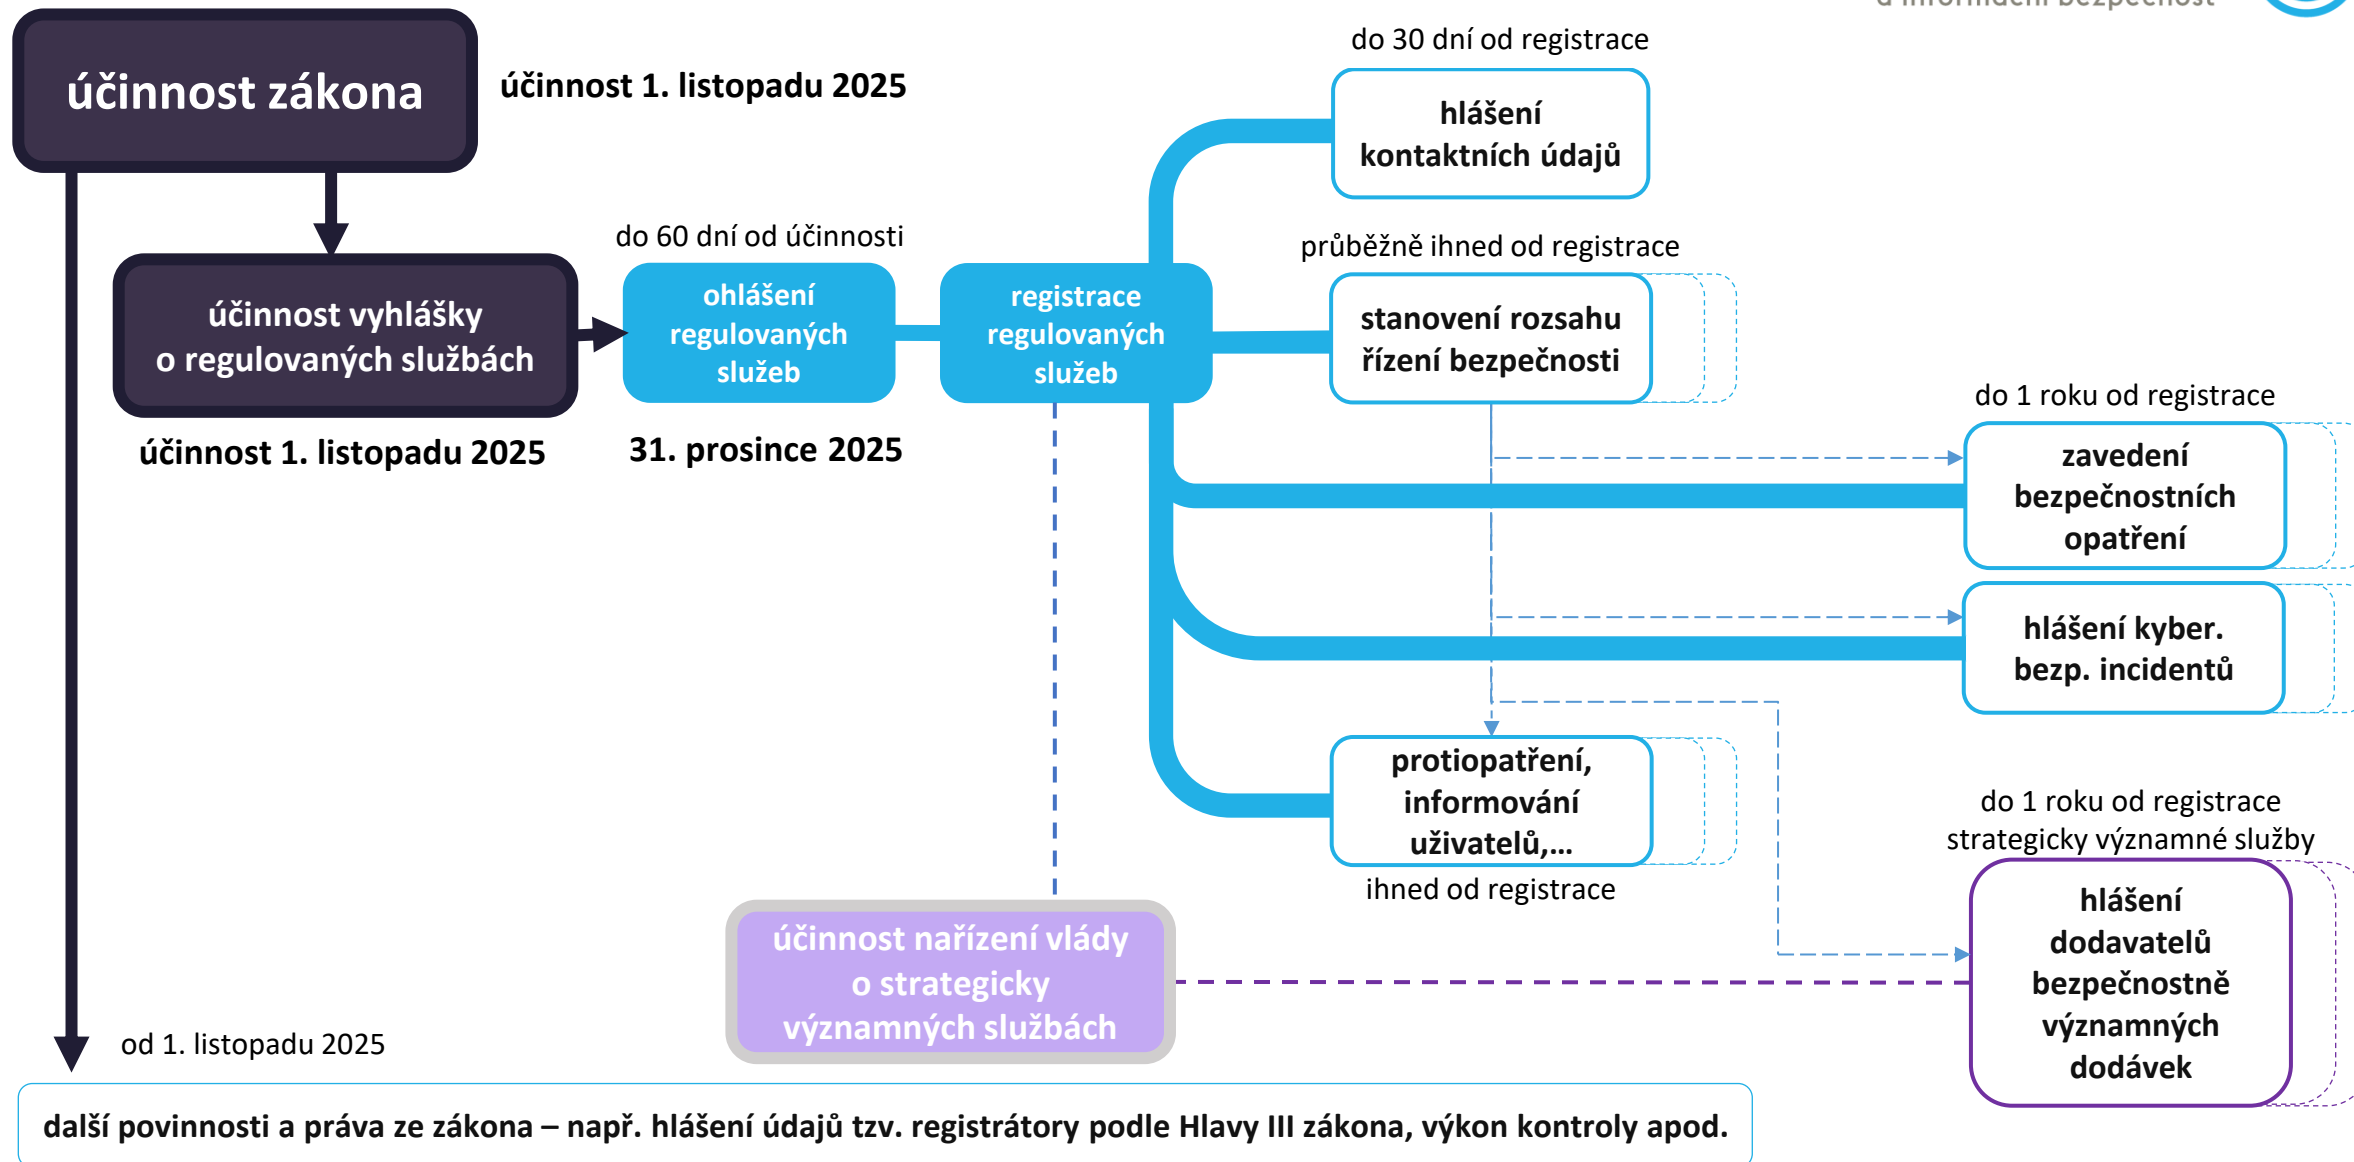 a informační bezpečnost
účinnost zákona
účinnost 1. listopadu 2025
do 30 dní od registrace
hlášení
kontaktních údajů
účinnost vyhlášky
o regulovaných službách
účinnost 1. listopadu 2025
do 60 dní od účinnosti
ohlášení
regulovaných
služeb
31. prosince 2025
registrace
regulovaných
služeb
průběžně ihned od registrace
stanovení rozsahu
řízení bezpečnosti
do 1 roku od registrace
zavedení
bezpečnostních
opatření
hlášení kyber.
bezp. incidentů
protiopatření,
informování
uživatelů,...
ihned od registrace
do 1 roku od registrace
strategicky významné služby
hlášení
dodavatelů
bezpečnostně
významných
dodávek
účinnost nařízení vlády
o strategicky
významných službách
od 1. listopadu 2025
další povinnosti a práva ze zákona – např. hlášení údajů tzv. registrátory podle Hlavy III zákona, výkon kontroly apod.